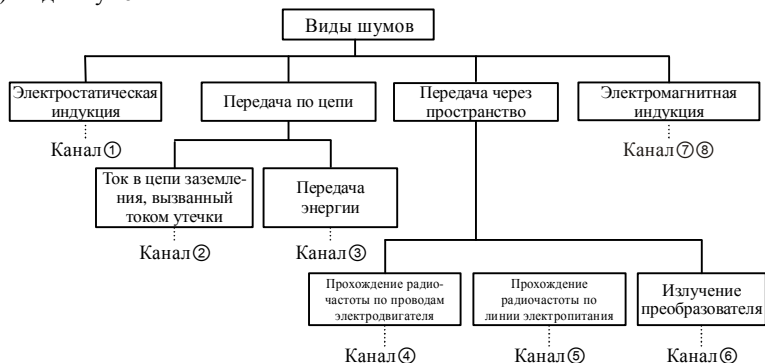 Виды шумов
Электростатическая
индукция
Передача по цепи
Передача через
пространство
Электромагнитная
индукция
Канал①
Канал⑦⑧
Ток в цепи заземле-
ния, вызванный
током утечки
Передача
энергии
Канал②
Канал③
Прохождение радио-
частоты по проводам
электродвигателя
Прохождение
радиочастоты по
линии электропитания
Излучение
преобразователя
Канал④
Канал⑤
Канал⑥